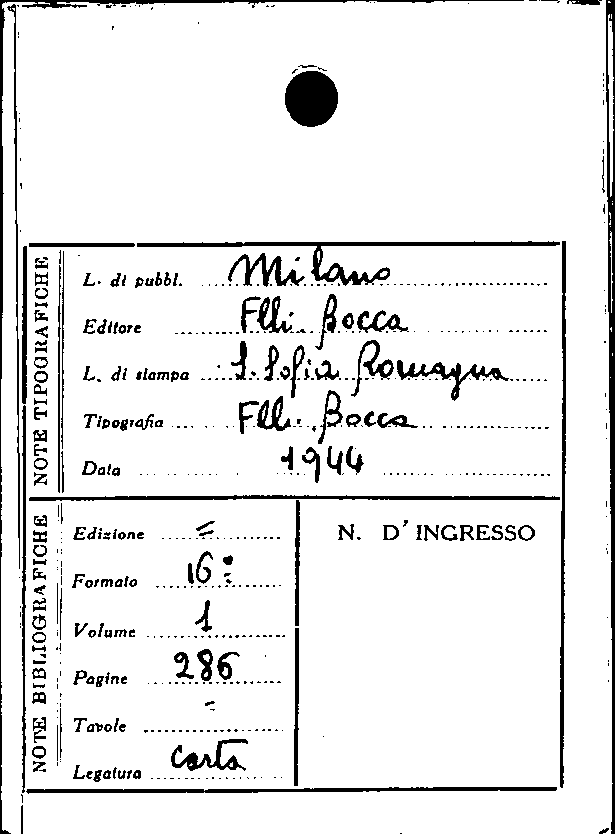 NOTE TIPOGRAFICHE
L. di pubbl. Milano
Editore Flli. Bocca
L. di stampa S. Sofia Romagna
Tipografia Flli. Bocca
Data 1944
NOTE BIBLIOGRAFICHE
Edizione =
Formato 16º
Volume 1
Pagine 286
Tavole =
Legatura carta
N. D'INGRESSO